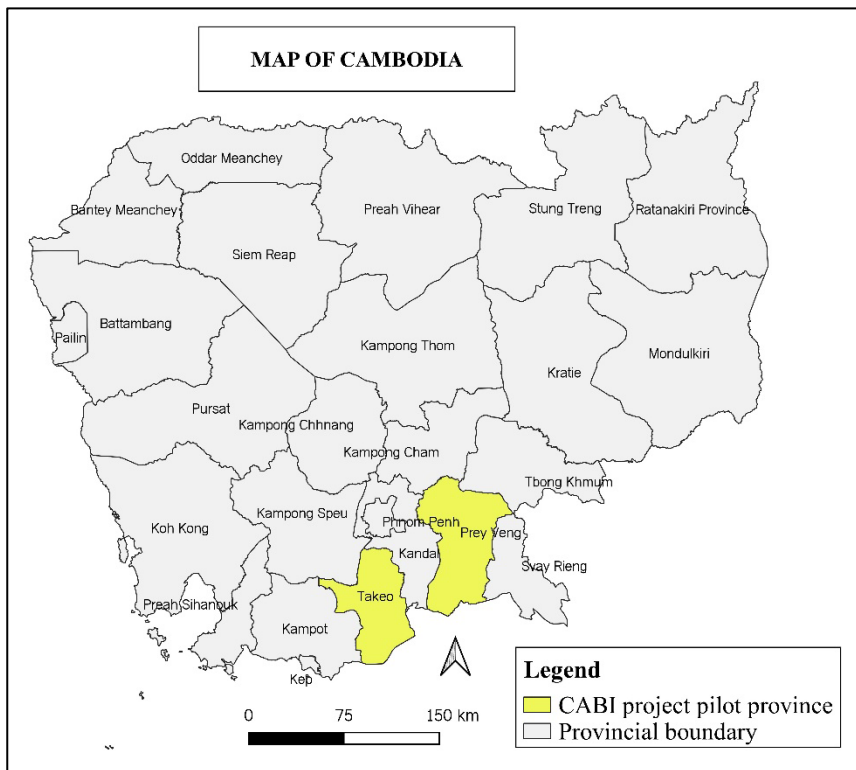 MAP OF CAMBODIA
Oddar Meanchey
Bantey Meanchey
Siem Reap
Preah Vihear
Stung Treng
Ratanakiri Province
Battambang
Pailin
Kampong Thom
Kratie
Mondulkiri
Pursat
Kampong Chhnang
Kampong Cham
Tbong Khmum
Koh Kong
Kampong Speu
Phnom Penh
Prey Veng
Kandal
Svay Rieng
Takeo
Preah Sihanouk
Kampot
Kep
0 75 150 km
Legend
CABI project pilot province
Provincial boundary